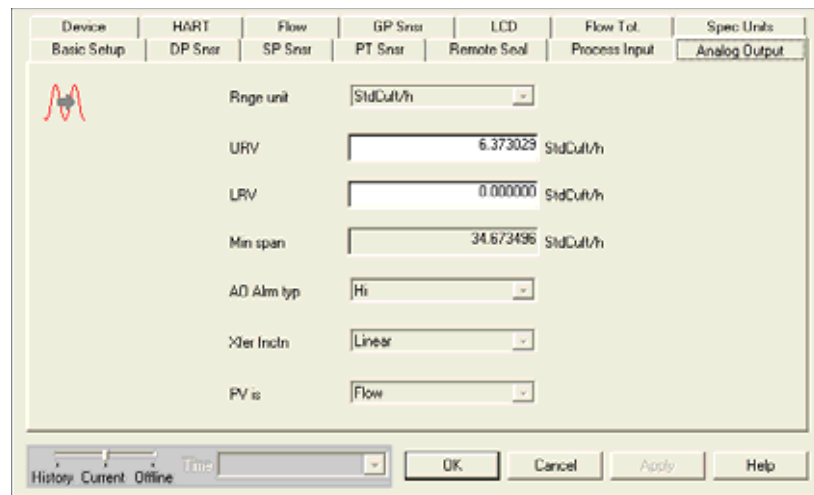 Device HART Flow GP Snsr LCD Flow Tot. Spec Units
Basic Setup DP Snsr SP Snsr PT Snsr Remote Seal Process Input Analog Output
Rnge unit StdCuft/h
URV 6.373029 StdCuft/h
LRV 0.000000 StdCuft/h
Min span 34.673496 StdCuft/h
AO Alrm typ Hi
Xfer fnctn Linear
PV is Flow
History Current Offline Time OK Cancel Apply Help